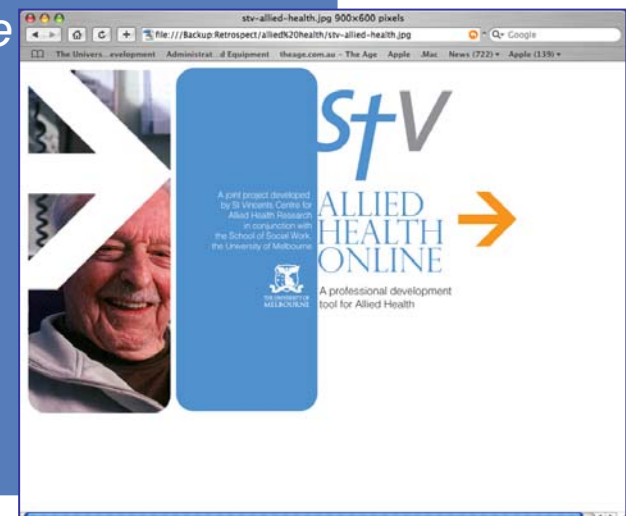 e
stv-allied-health.jpg 900×600 pixels
file:///Backup:Retrospect/allied%20health/stv-allied-health.jpg
Google
The Univers...evelopment Administrat...d Equipment theage.com.au - The Age Apple .Mac News (722) Apple (139)
StV
A joint project developed
by St Vincents Centre for
Allied Health Research
in conjunction with
the School of Social Work,
the University of Melbourne
THE UNIVERSITY OF
MELBOURNE
ALLIED
HEALTH
ONLINE
A professional development
tool for Allied Health